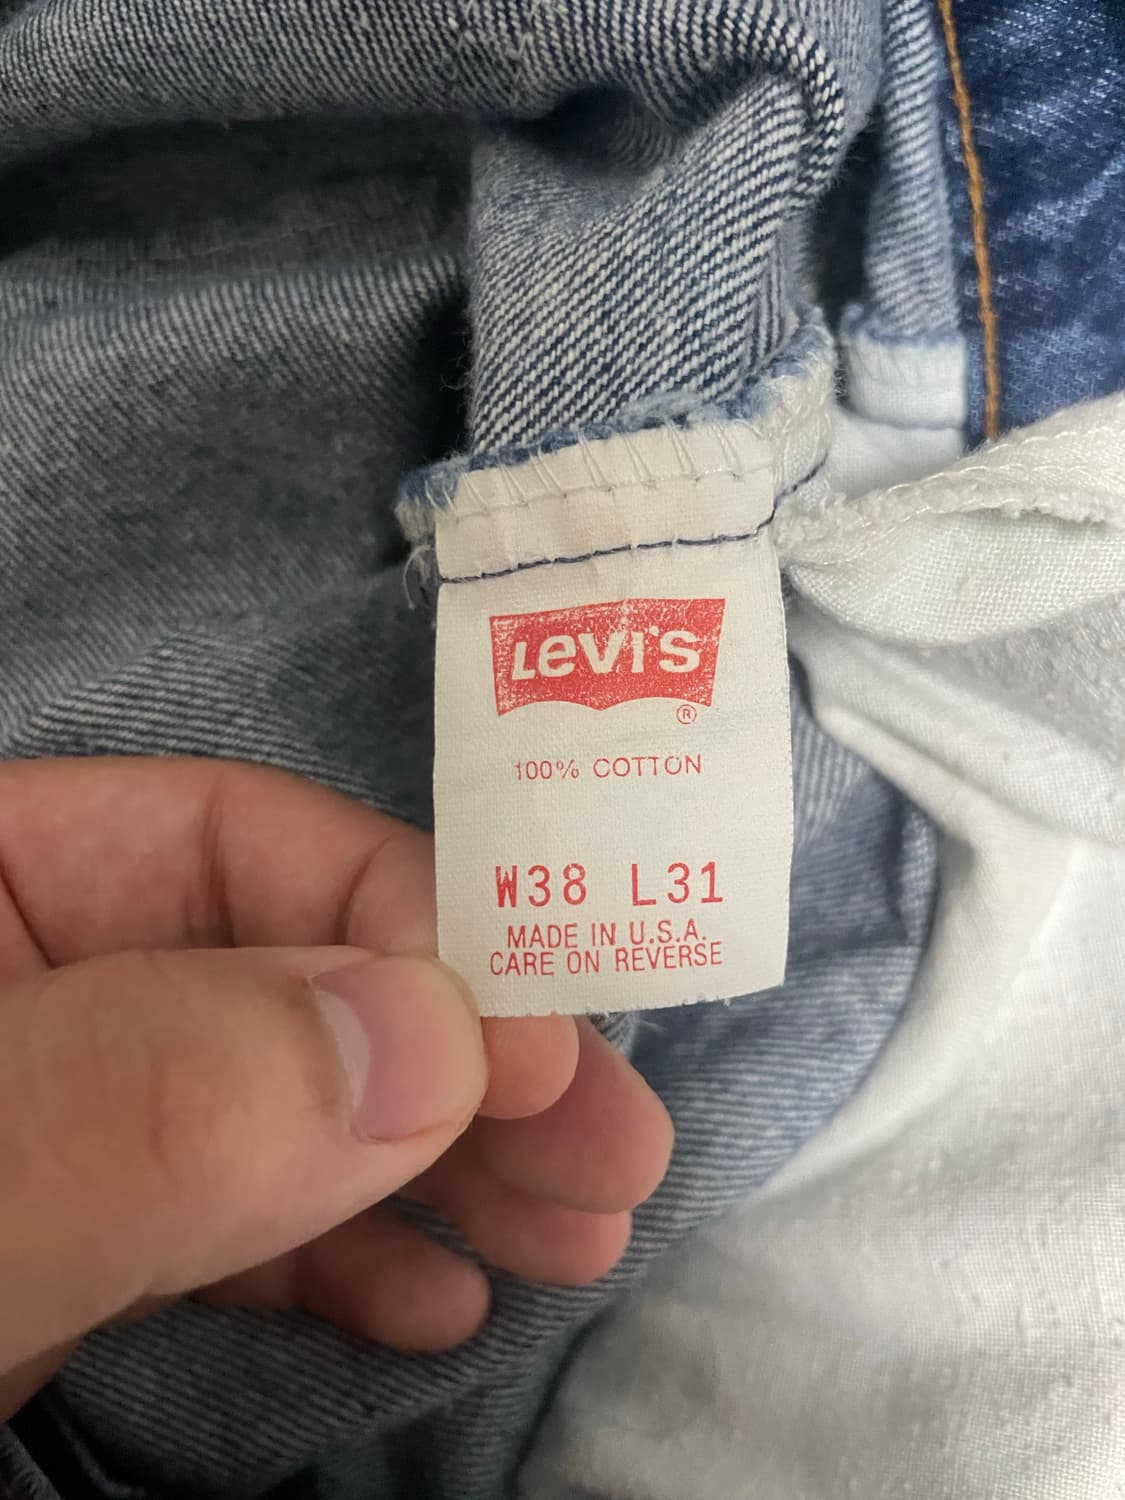 Levi's
®
100% COTTON
W38 L31
MADE IN U.S.A.
CARE ON REVERSE